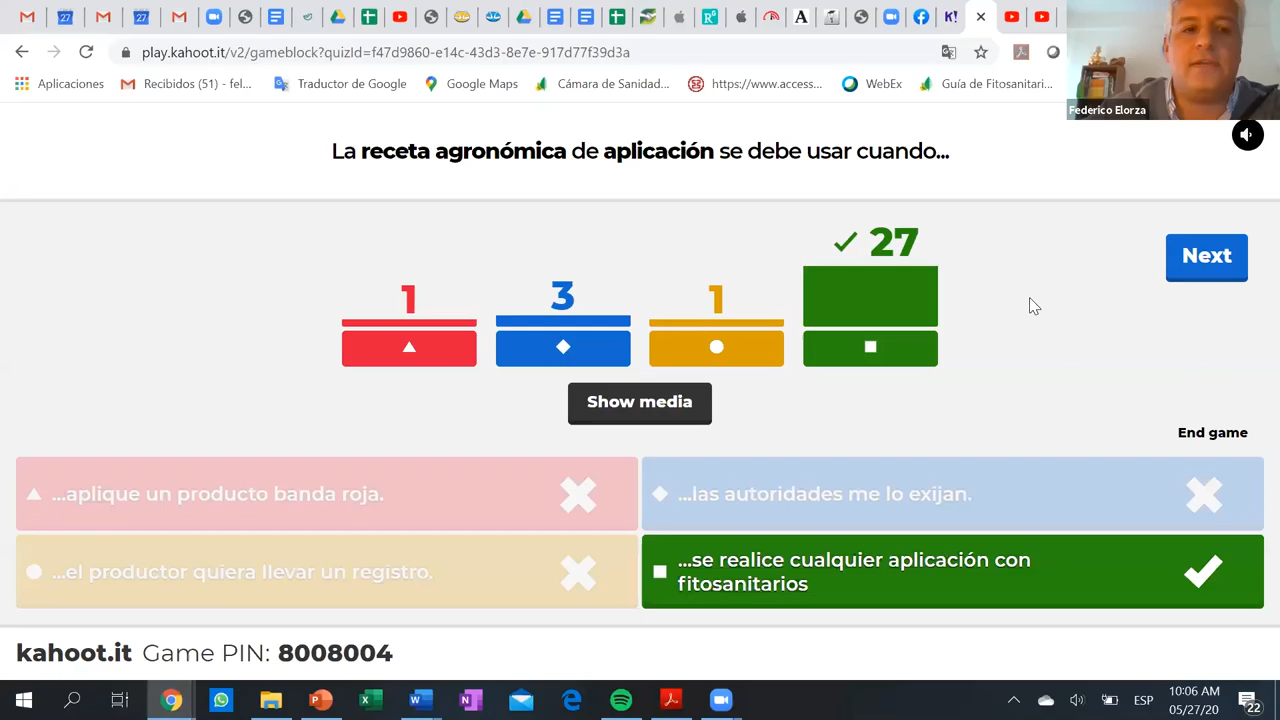 play.kahoot.it/v2/gameblock?quizId=f47d9860-e14c-43d3-8e7e-917d77f39d3a
Aplicaciones
Recibidos (51) - fel...
Traductor de Google
Google Maps
Cámara de Sanidad...
https://www.access...
WebEx
Guía de Fitosanitari...
Federico Elorza
La receta agronómica de aplicación se debe usar cuando...
27
1
3
1
Next
Show media
End game
...aplique un producto banda roja.
...las autoridades me lo exijan.
...el productor quiera llevar un registro.
...se realice cualquier aplicación con
fitosanitarios
kahoot.it Game PIN: 8008004
ESP
10:06 AM
05/27/20
22